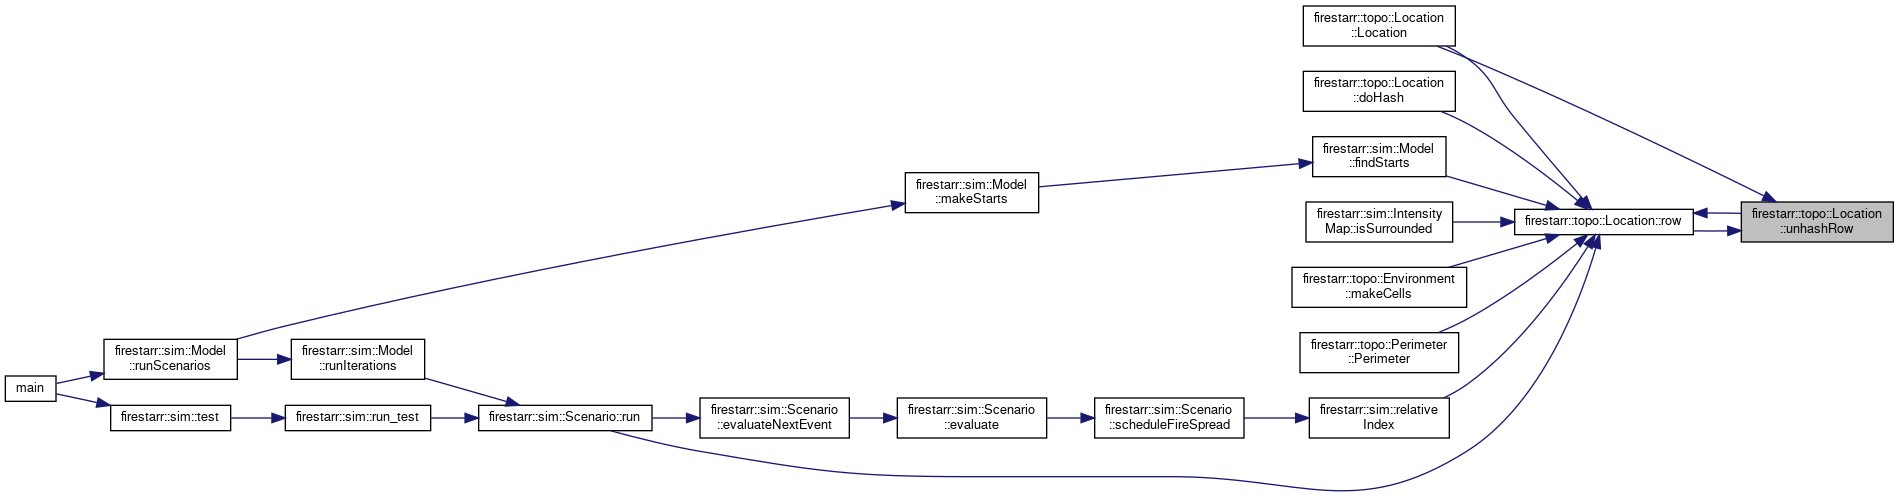 firestarr::topo::Location
::Location
firestarr::topo::Location
::doHash
firestarr::sim::Model
::findStarts
firestarr::sim::Model
::makeStarts
firestarr::sim::Intensity
Map::isSurrounded
firestarr::topo::Location::row
firestarr::topo::Location
::unhashRow
firestarr::topo::Environment
::makeCells
firestarr::topo::Perimeter
::Perimeter
firestarr::sim::Model
::runScenarios
firestarr::sim::Model
::runIterations
main
firestarr::sim::test
firestarr::sim::run_test
firestarr::sim::Scenario::run
firestarr::sim::Scenario
::evaluateNextEvent
firestarr::sim::Scenario
::evaluate
firestarr::sim::Scenario
::scheduleFireSpread
firestarr::sim::relative
Index